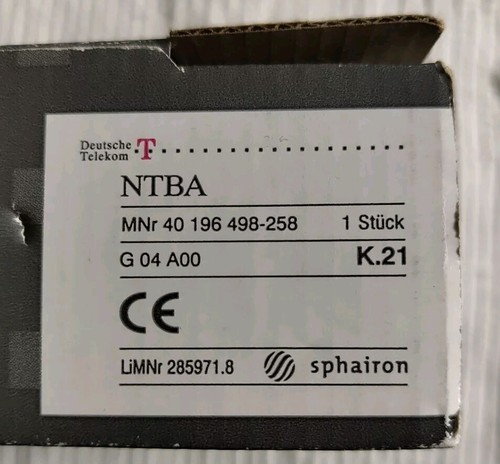 Deutsche
Telekom T
NTBA
MNr 40 196 498-258 1 Stück
G 04 A00 K.21
CE
LiMNr 285971.8 sphairon